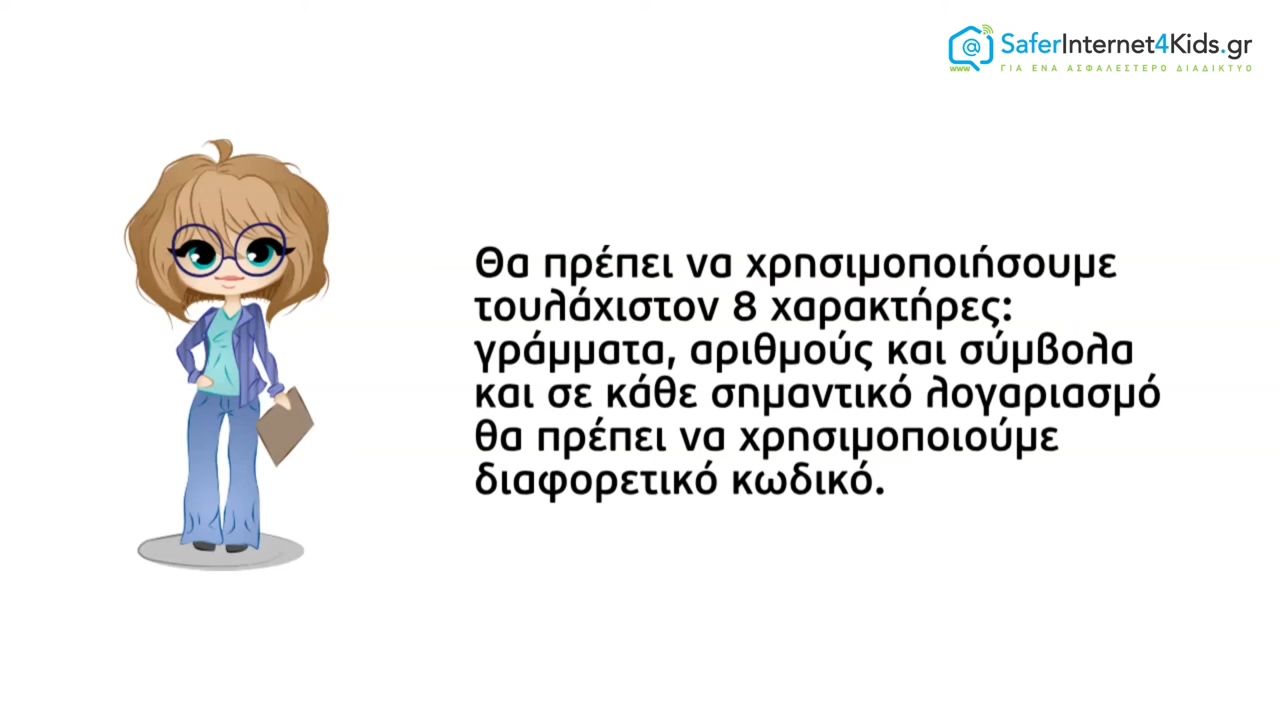 SaferInternet4Kids.gr
www
ΓΙΑ ΕΝΑ ΑΣΦΑΛΕΣΤΕΡΟ ΔΙΑΔΙΚΤΥΟ
Θα πρέπει να χρησιμοποιήσουμε
τουλάχιστον 8 χαρακτήρες:
γράμματα, αριθμούς και σύμβολα
και σε κάθε σημαντικό λογαριασμό
θα πρέπει να χρησιμοποιούμε
διαφορετικό κωδικό.